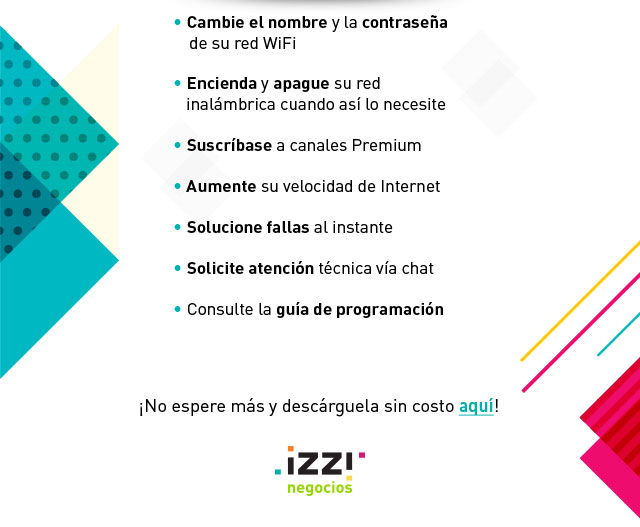 • Cambie el nombre y la contraseña
de su red WiFi
• Encienda y apague su red
inalámbrica cuando así lo necesite
• Suscríbase a canales Premium
• Aumente su velocidad de Internet
• Solucione fallas al instante
• Solicite atención técnica vía chat
• Consulte la guía de programación
¡No espere más y descárguela sin costo aquí!
izzi
negocios